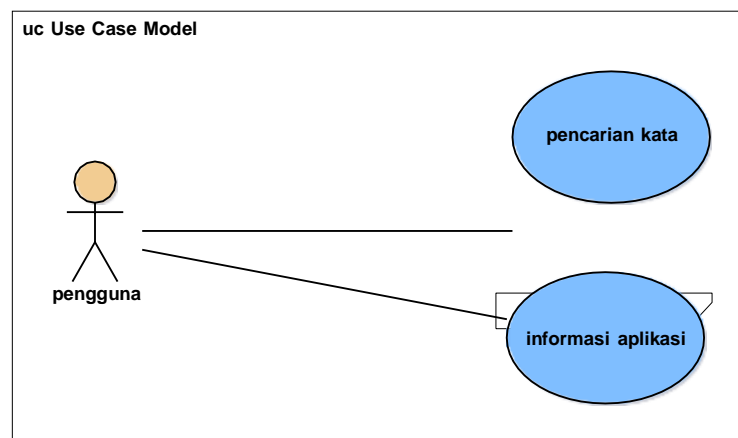 uc Use Case Model
pencarian kata
pengguna
informasi aplikasi